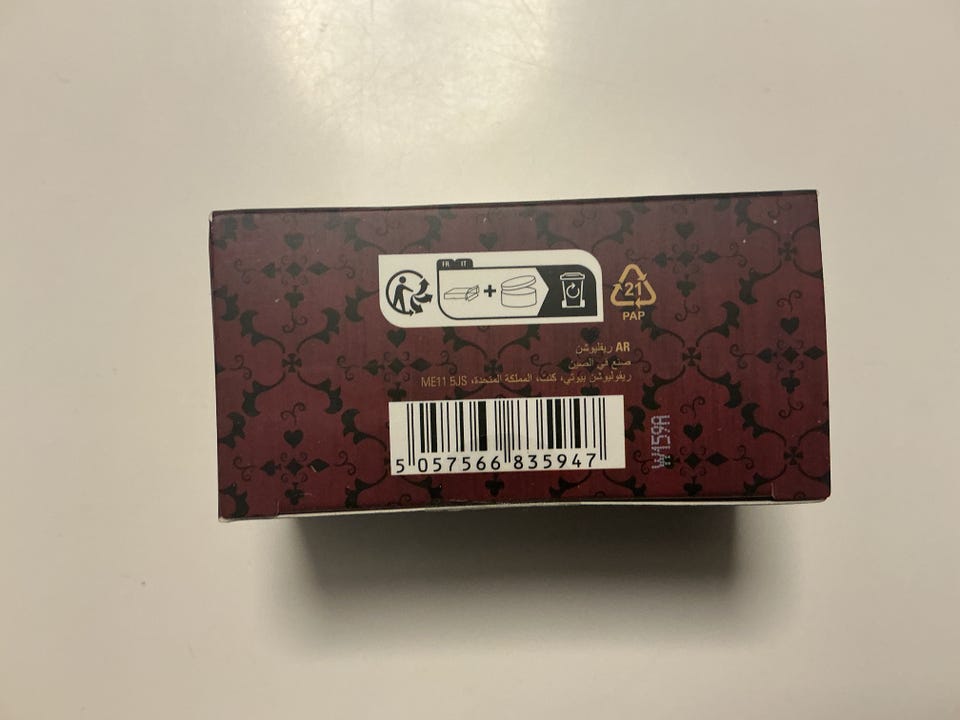 FR IT
21
PAP
AR ريفليوشن
صنع في الصين
ريفوليوشن بيوتي، كنت، المملكة المتحدة، ME11 5JS
5 057566 835947
W159A